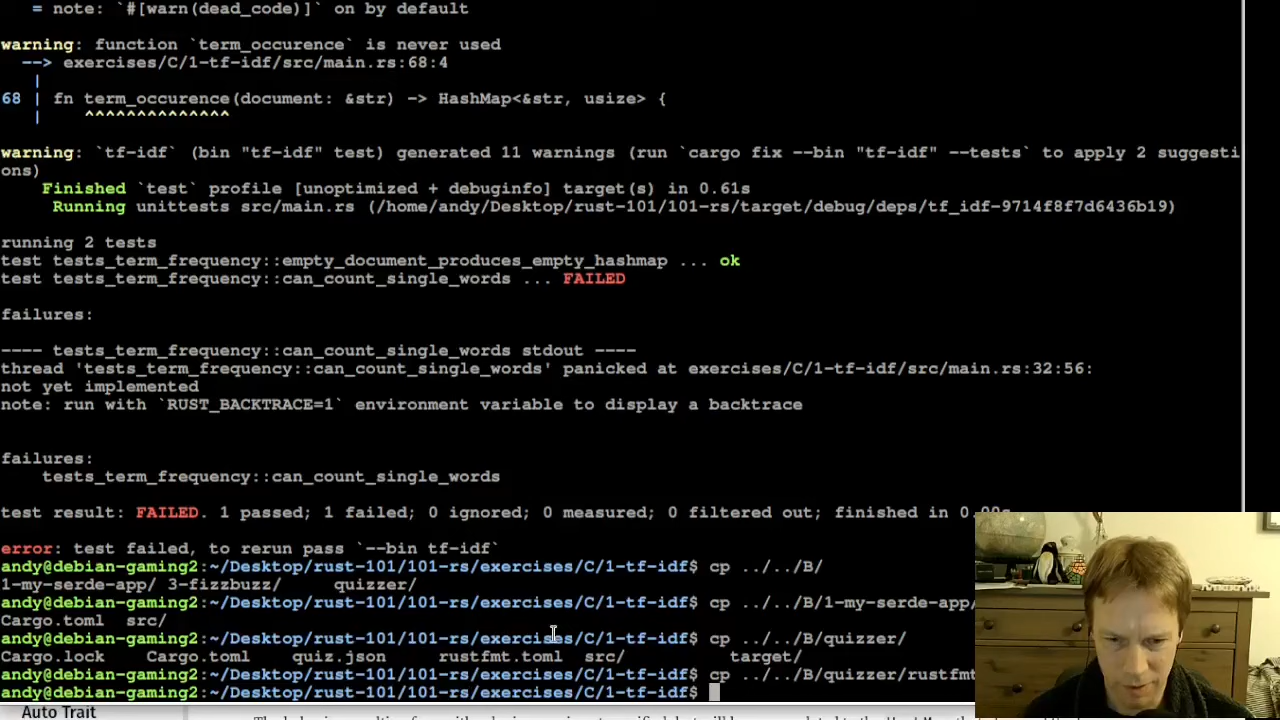 = note: `#[warn(dead_code)]` on by default
warning: function `term_occurence` is never used
--> exercises/C/1-tf-idf/src/main.rs:68:4
|
68 | fn term_occurence(document: &str) -> HashMap<&str, usize> {
| ^^^^^^^^^^^^^^
warning: `tf-idf` (bin "tf-idf" test) generated 11 warnings (run `cargo fix --bin "tf-idf" --tests` to apply 2 suggesti
ons)
Finished `test` profile [unoptimized + debuginfo] target(s) in 0.61s
Running unittests src/main.rs (/home/andy/Desktop/rust-101/101-rs/target/debug/deps/tf_idf-9714f8f7d6436b19)
running 2 tests
test tests_term_frequency::empty_document_produces_empty_hashmap ... ok
test tests_term_frequency::can_count_single_words ... FAILED
failures:
---- tests_term_frequency::can_count_single_words stdout ----
thread 'tests_term_frequency::can_count_single_words' panicked at exercises/C/1-tf-idf/src/main.rs:32:56:
not yet implemented
note: run with `RUST_BACKTRACE=1` environment variable to display a backtrace
failures:
tests_term_frequency::can_count_single_words
test result: FAILED. 1 passed; 1 failed; 0 ignored; 0 measured; 0 filtered out; finished in
error: test failed, to rerun pass `--bin tf-idf`
andy@debian-gaming2:~/Desktop/rust-101/101-rs/exercises/C/1-tf-idf$ cp ../../B/
1-my-serde-app/ 3-fizzbuzz/ quizzer/
andy@debian-gaming2:~/Desktop/rust-101/101-rs/exercises/C/1-tf-idf$ cp ../../B/1-my-serde-app/
Cargo.toml src/
andy@debian-gaming2:~/Desktop/rust-101/101-rs/exercises/C/1-tf-idf$ cp ../../B/quizzer/
Cargo.lock Cargo.toml quiz.json rustfmt.toml src/ target/
andy@debian-gaming2:~/Desktop/rust-101/101-rs/exercises/C/1-tf-idf$ cp ../../B/quizzer/rustfmt
andy@debian-gaming2:~/Desktop/rust-101/101-rs/exercises/C/1-tf-idf$
Auto Trait